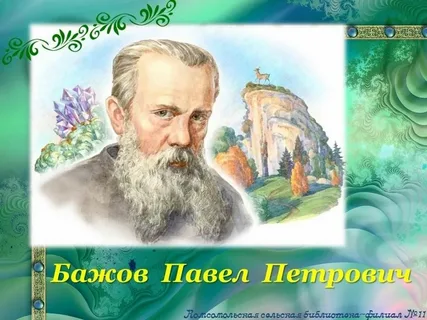 Бажов Павел Петрович
Комсомольская сельская библиотека-филиал №11